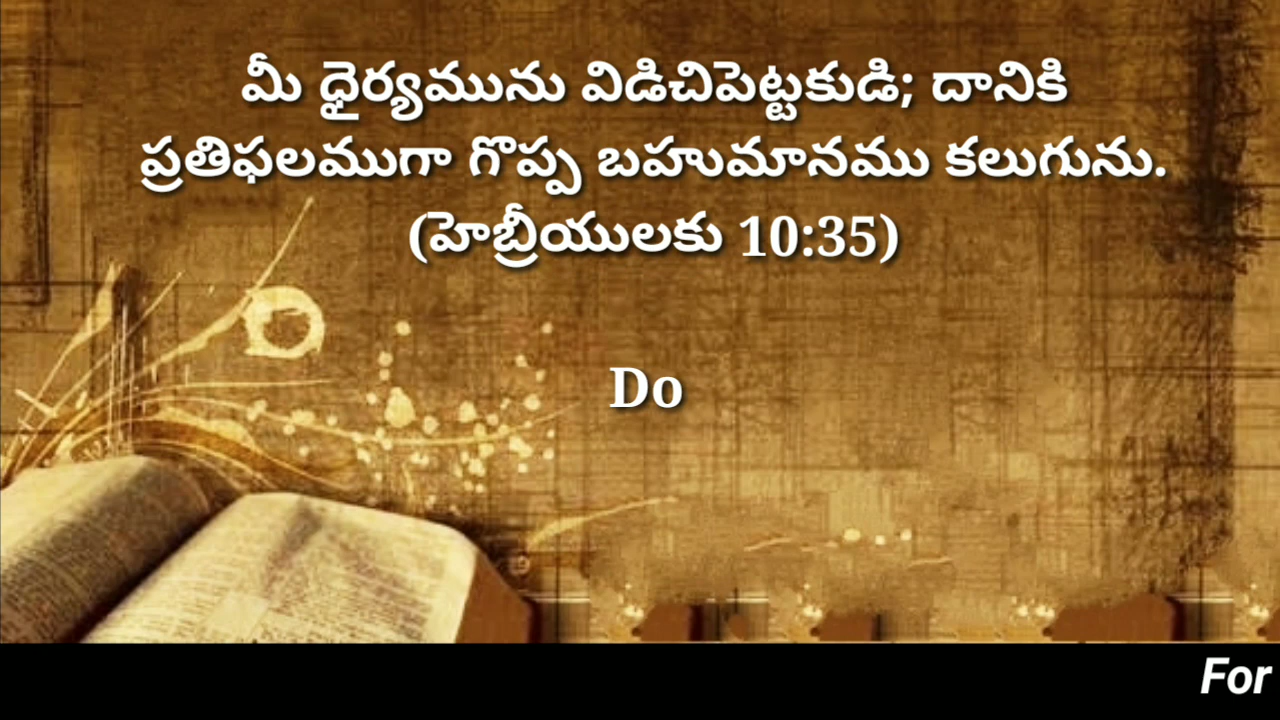 మీ ధైర్యమును విడిచిపెట్టకుడి; దానికి
ప్రతిఫలముగా గొప్ప బహుమానము కలుగును.
(హెబ్రీయులకు 10:35)
Do
For